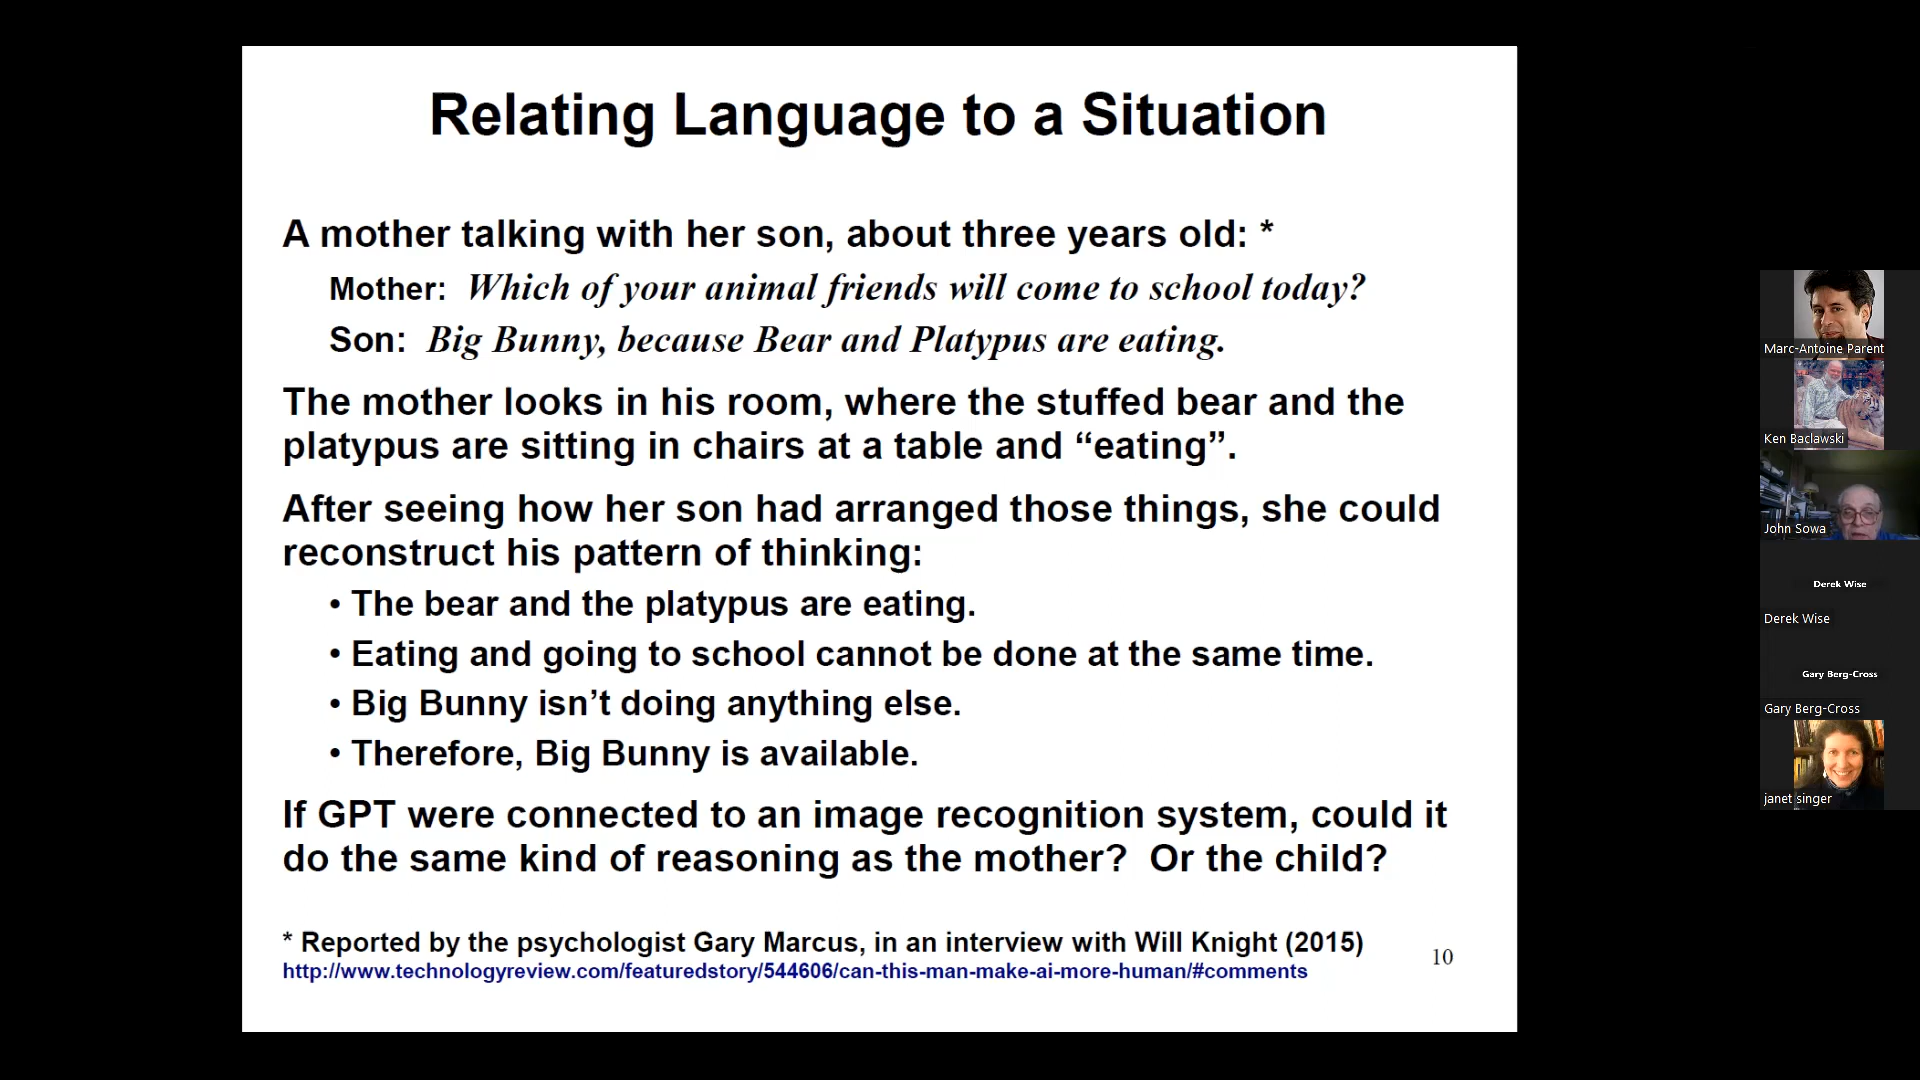 Relating Language to a Situation
A mother talking with her son, about three years old: *
Mother: Which of your animal friends will come to school today?
Son: Big Bunny, because Bear and Platypus are eating.
The mother looks in his room, where the stuffed bear and the
platypus are sitting in chairs at a table and “eating”.
After seeing how her son had arranged those things, she could
reconstruct his pattern of thinking:
• The bear and the platypus are eating.
• Eating and going to school cannot be done at the same time.
• Big Bunny isn’t doing anything else.
• Therefore, Big Bunny is available.
If GPT were connected to an image recognition system, could it
do the same kind of reasoning as the mother? Or the child?
* Reported by the psychologist Gary Marcus, in an interview with Will Knight (2015)
http://www.technologyreview.com/featuredstory/544606/can-this-man-make-ai-more-human/#comments
10
Marc-Antoine Parent
Ken Baclawski
John Sowa
Derek Wise
Derek Wise
Gary Berg-Cross
Gary Berg-Cross
janet singer